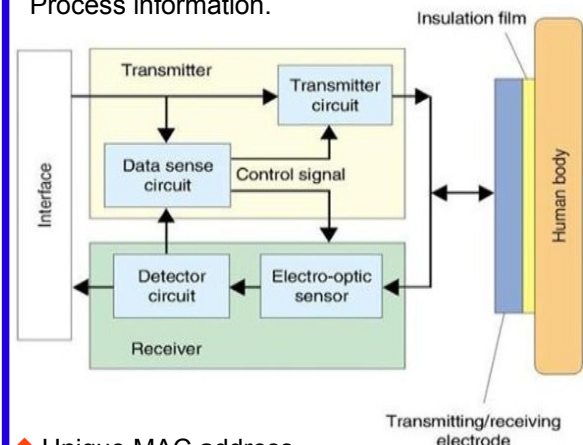 Process information.
Insulation film
Transmitter
Transmitter
circuit
Data sense
circuit
Control signal
Interface
Human body
Detector
circuit
Electro-optic
sensor
Receiver
Transmitting/receiving
electrode
Unique MAC address